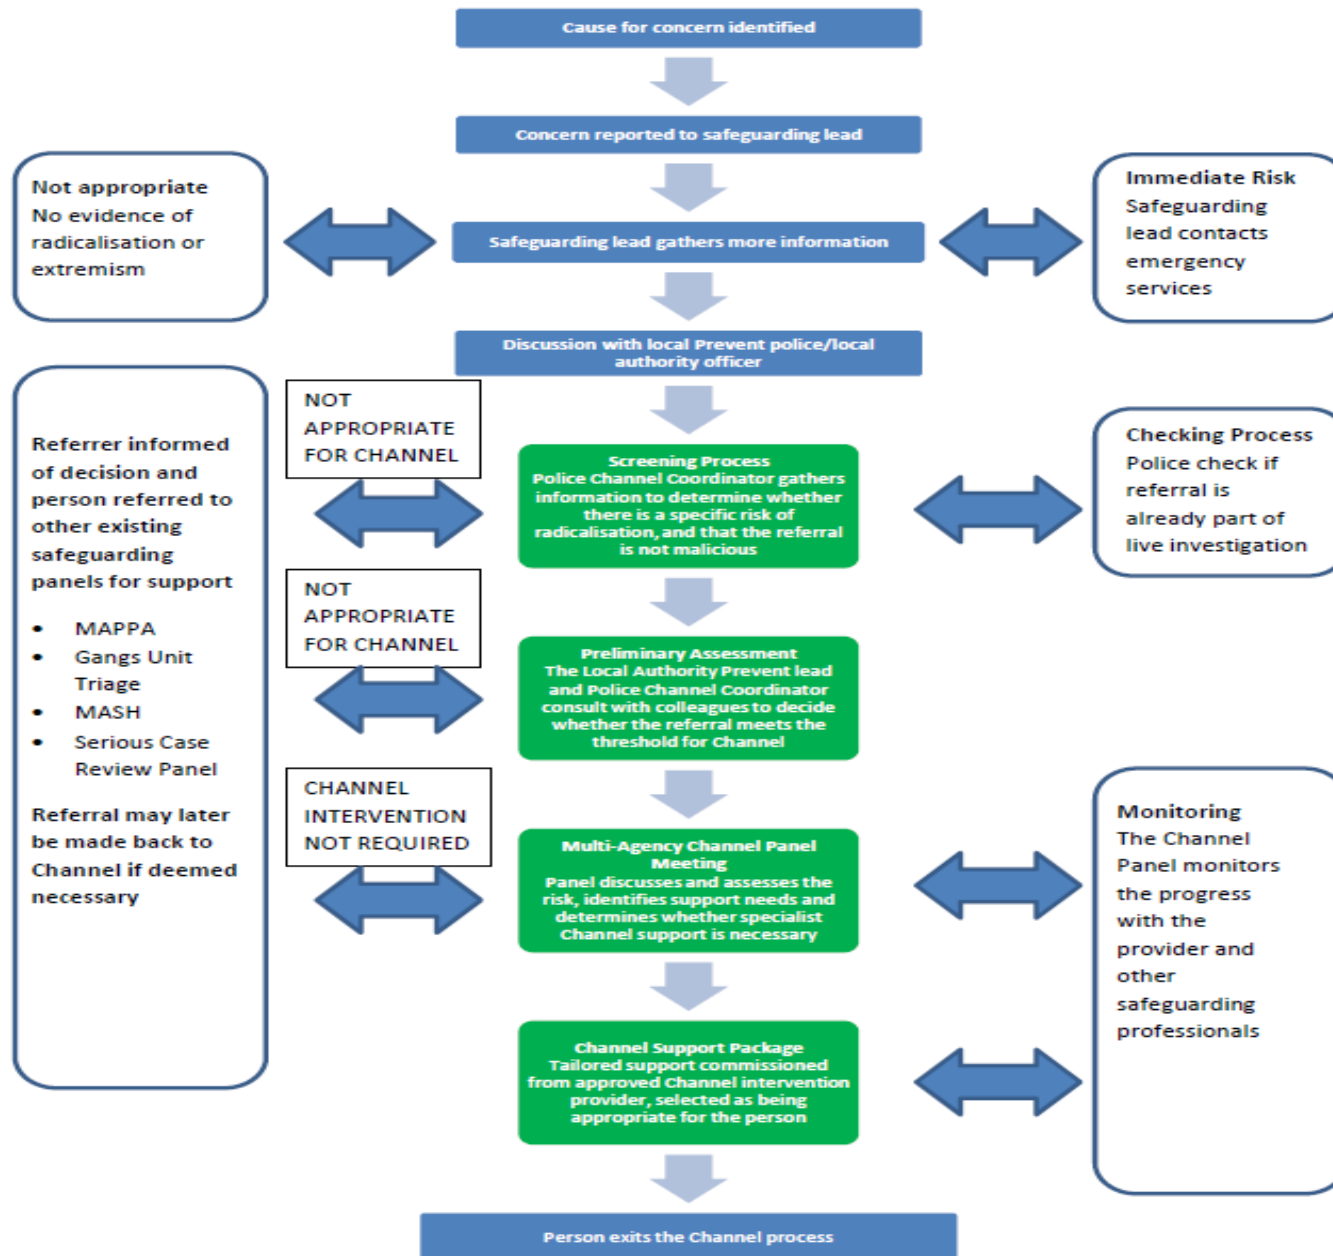 Cause for concern identified
Concern reported to safeguarding lead
Not appropriate
No evidence of
radicalisation or
extremism
Safeguarding lead gathers more information
Immediate Risk
Safeguarding
lead contacts
emergency
services
Discussion with local Prevent police/local
authority officer
Referrer informed
of decision and
person referred to
other existing
safeguarding
panels for support
• MAPPA
• Gangs Unit
Triage
• MASH
• Serious Case
Review Panel
Referral may later
be made back to
Channel if deemed
necessary
NOT
APPROPRIATE
FOR CHANNEL
Screening Process
Police Channel Coordinator gathers
information to determine whether
there is a specific risk of
radicalisation, and that the referral
is not malicious
Checking Process
Police check if
referral is
already part of
live investigation
NOT
APPROPRIATE
FOR CHANNEL
Preliminary Assessment
The Local Authority Prevent lead
and Police Channel Coordinator
consult with colleagues to decide
whether the referral meets the
threshold for Channel
CHANNEL
INTERVENTION
NOT REQUIRED
Multi-Agency Channel Panel
Meeting
Panel discusses and assesses the
risk, identifies support needs and
determines whether specialist
Channel support is necessary
Monitoring
The Channel
Panel monitors
the progress
with the
provider and
other
safeguarding
professionals
Channel Support Package
Tailored support commissioned
from approved Channel intervention
provider, selected as being
appropriate for the person
Person exits the Channel process